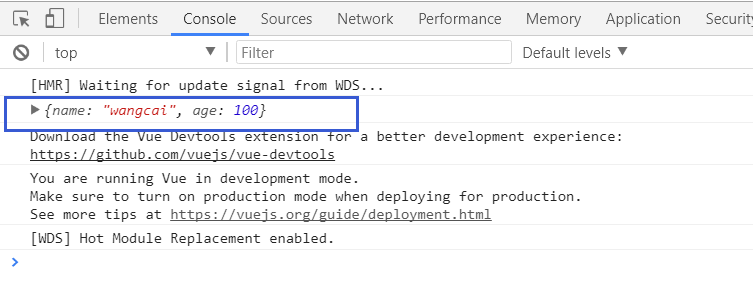 Elements Console Sources Network Performance Memory Application Securit
top Filter Default levels
[HMR] Waiting for update signal from WDS...
{name: "wangcai", age: 100}
Download the Vue Devtools extension for a better development experience:
https://github.com/vuejs/vue-devtools
You are running Vue in development mode.
Make sure to turn on production mode when deploying for production.
See more tips at https://vuejs.org/guide/deployment.html
[WDS] Hot Module Replacement enabled.